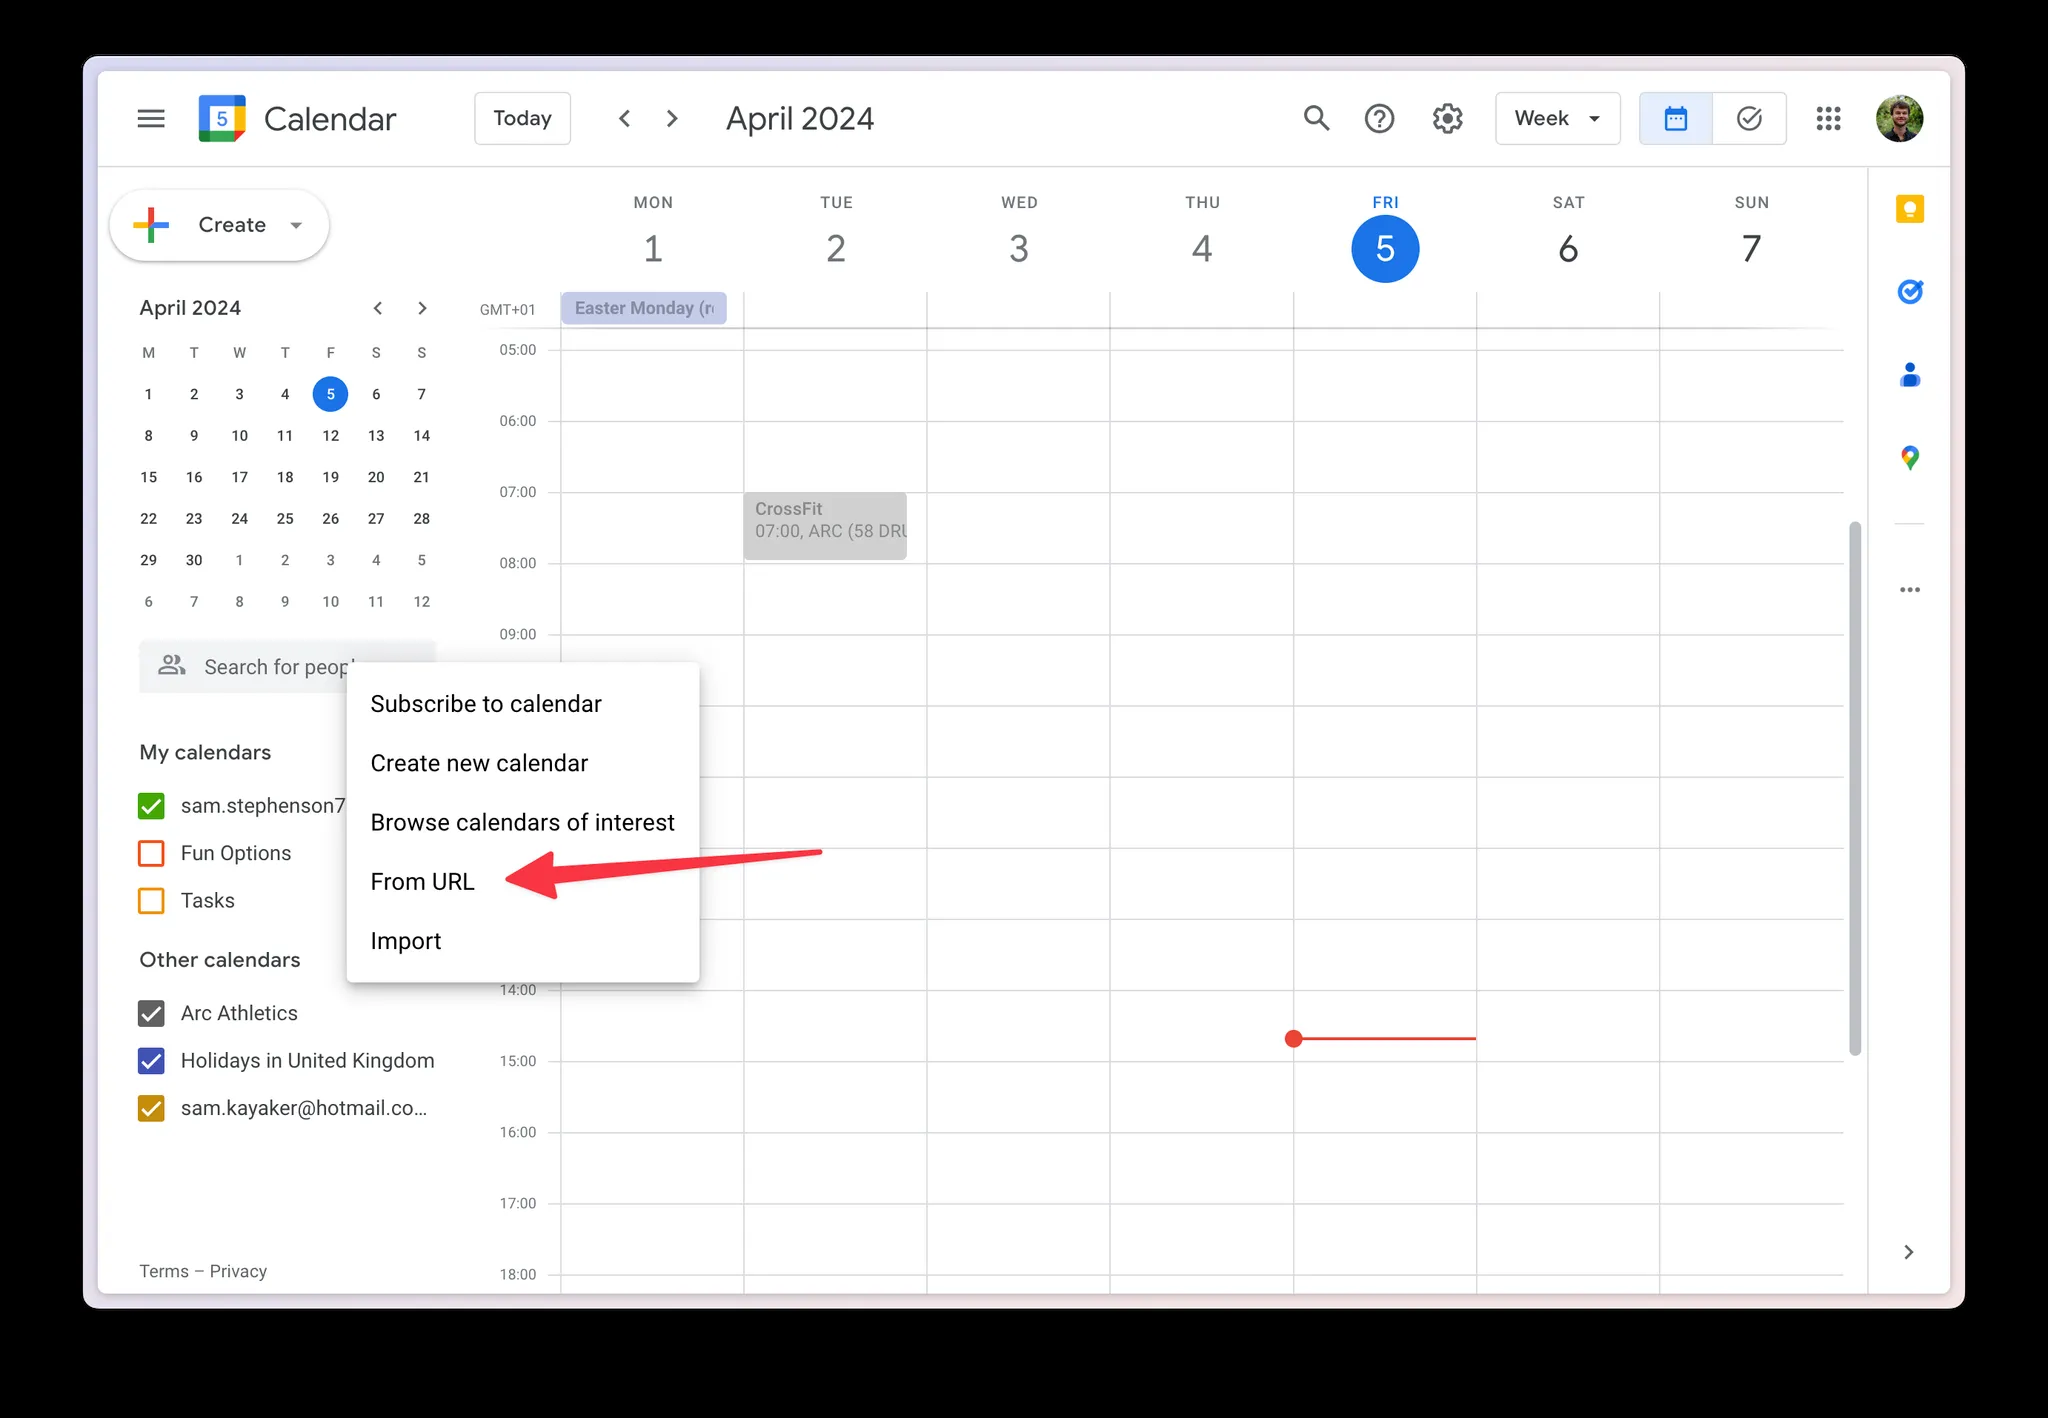 5
Calendar
Today
April 2024
Week
Create
April 2024
M T W T F S S
1 2 3 4 5 6 7
8 9 10 11 12 13 14
15 16 17 18 19 20 21
22 23 24 25 26 27 28
29 30 1 2 3 4 5
6 7 8 9 10 11 12
Search for peopl
My calendars
sam.stephenson7
Fun Options
Tasks
Other calendars
Arc Athletics
Holidays in United Kingdom
sam.kayaker@hotmail.co...
Terms – Privacy
Subscribe to calendar
Create new calendar
Browse calendars of interest
From URL
Import
MON TUE WED THU FRI SAT SUN
1 2 3 4 5 6 7
GMT+01
Easter Monday (r
05:00
06:00
07:00
CrossFit
07:00, ARC (58 DRU
08:00
09:00
14:00
15:00
16:00
17:00
18:00